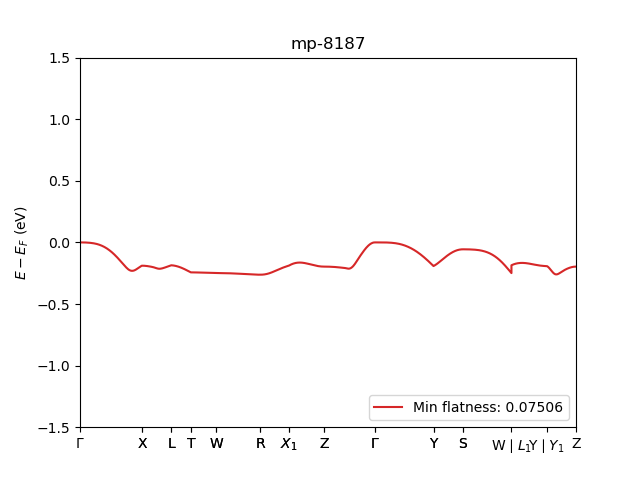 mp-8187
E − E_F (eV)
1.5
1.0
0.5
0.0
−0.5
−1.0
−1.5
Min flatness: 0.07506
Γ X L T W R X₁ Z Γ Y S W | L₁Y | Y₁ Z